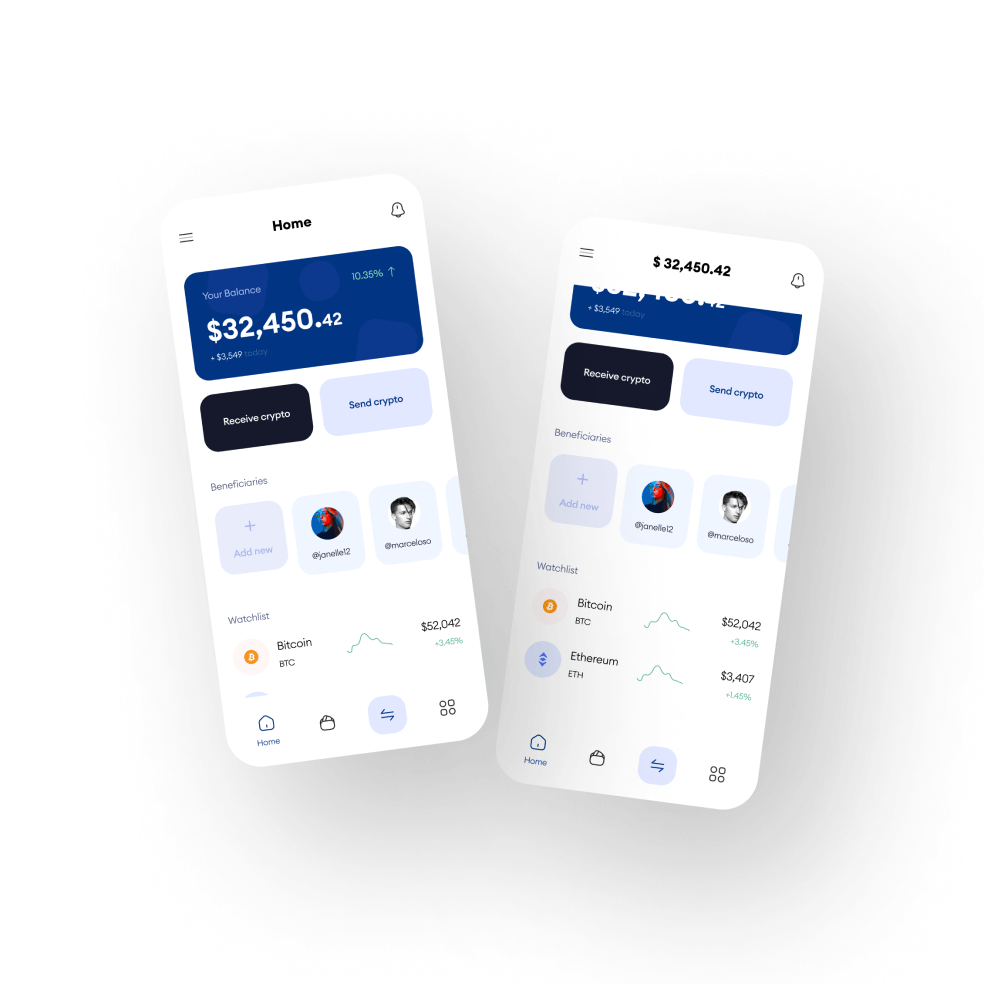 Home
Your Balance
10.35% ↑
$32,450.42
+ $3,549 today
Receive crypto
Send crypto
Beneficiaries
+
Add new
@janelle12
@marceloso
Watchlist
Bitcoin
BTC
$52,042
+3.45%
Home
$ 32,450.42
+ $3,549 today
Receive crypto
Send crypto
Beneficiaries
+
Add new
@janelle12
@marceloso
Watchlist
Bitcoin
BTC
$52,042
+3.45%
Ethereum
ETH
$3,407
+1.45%
Home